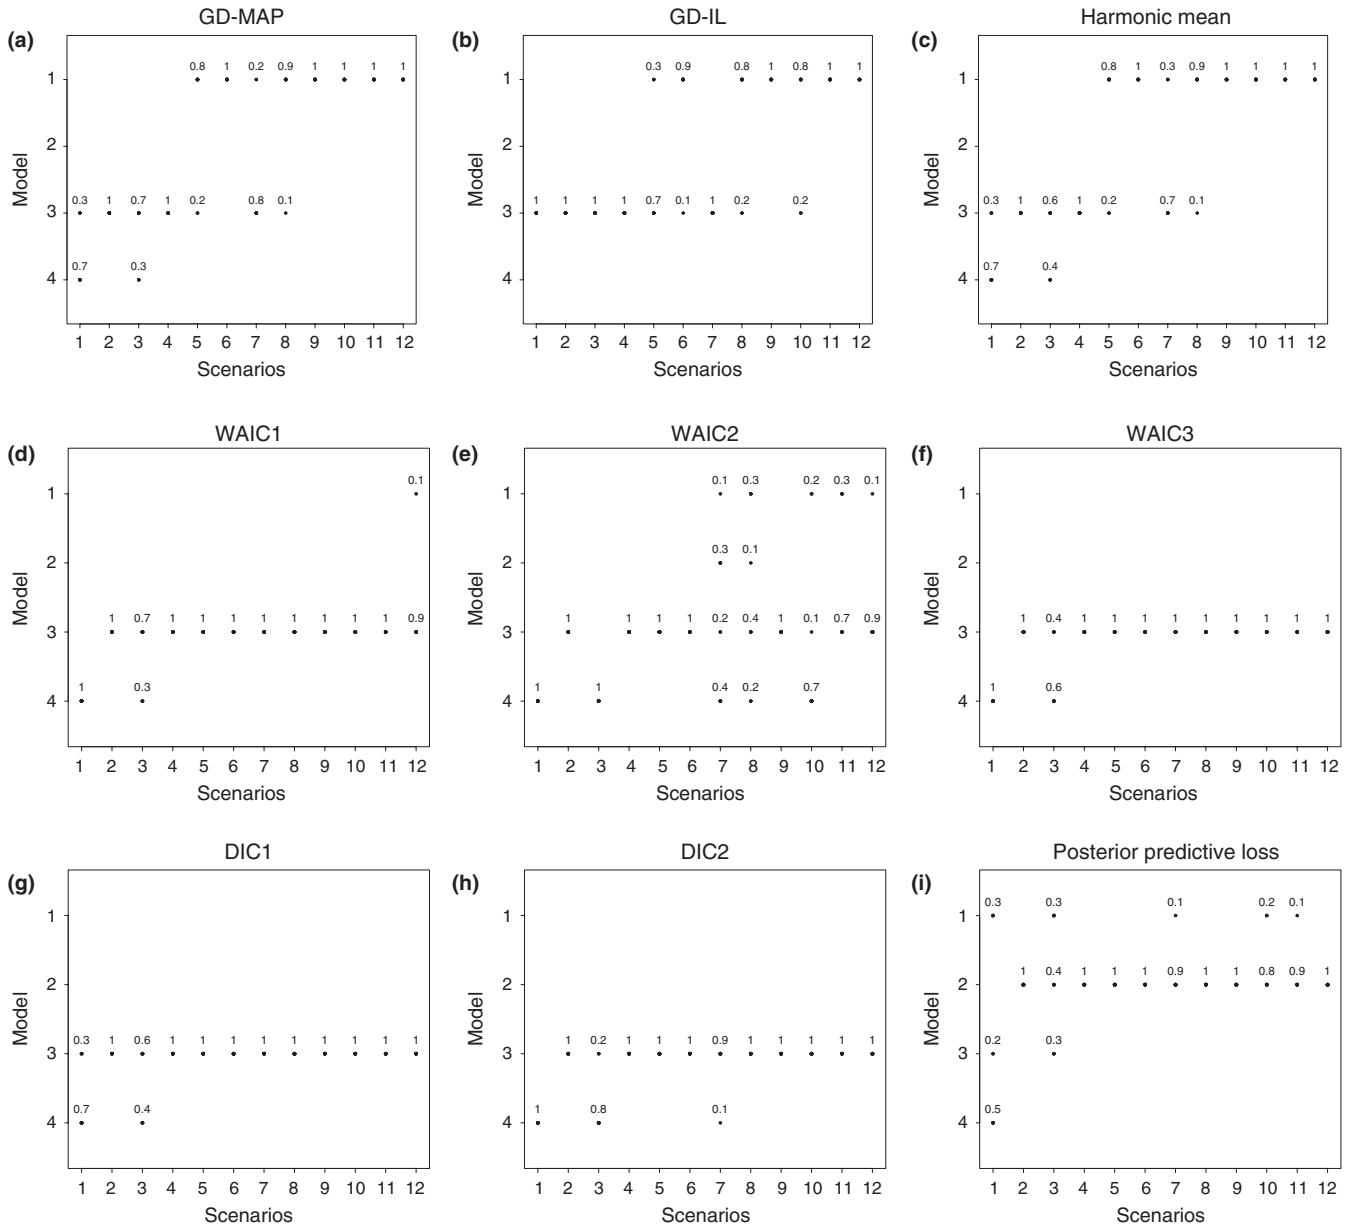 GD-MAP
(a)
0.8 1 0.2 0.9 1 1 1 1
1
2
0.3 1 0.7 1 0.2 0.8 0.1
3
0.7 0.3
4
Model
1 2 3 4 5 6 7 8 9 10 11 12
Scenarios
GD-IL
(b)
0.3 0.9 0.8 1 0.8 1 1
1
2
1 1 1 1 0.7 0.1 1 0.2 0.2
3
4
Model
1 2 3 4 5 6 7 8 9 10 11 12
Scenarios
Harmonic mean
(c)
0.8 1 0.3 0.9 1 1 1 1
1
2
0.3 1 0.6 1 0.2 0.7 0.1
3
0.7 0.4
4
Model
1 2 3 4 5 6 7 8 9 10 11 12
Scenarios
WAIC1
(d)
0.1
1
2
1 0.7 1 1 1 1 1 1 1 1 0.9
3
1 0.3
4
Model
1 2 3 4 5 6 7 8 9 10 11 12
Scenarios
WAIC2
(e)
0.1 0.3 0.2 0.3 0.1
1
0.3 0.1
2
1 1 1 1 0.2 0.4 1 0.1 0.7 0.9
3
1 1 0.4 0.2 0.7
4
Model
1 2 3 4 5 6 7 8 9 10 11 12
Scenarios
WAIC3
(f)
1
2
1 0.4 1 1 1 1 1 1 1 1 1
3
1 0.6
4
Model
1 2 3 4 5 6 7 8 9 10 11 12
Scenarios
DIC1
(g)
1
2
0.3 1 0.6 1 1 1 1 1 1 1 1 1
3
0.7 0.4
4
Model
1 2 3 4 5 6 7 8 9 10 11 12
Scenarios
DIC2
(h)
1
2
1 0.2 1 1 1 0.9 1 1 1 1 1
3
1 0.8 0.1
4
Model
1 2 3 4 5 6 7 8 9 10 11 12
Scenarios
Posterior predictive loss
(i)
0.3 0.3 0.1 0.2 0.1
1
1 0.4 1 1 1 0.9 1 1 0.8 0.9 1
2
0.2 0.3
3
0.5
4
Model
1 2 3 4 5 6 7 8 9 10 11 12
Scenarios